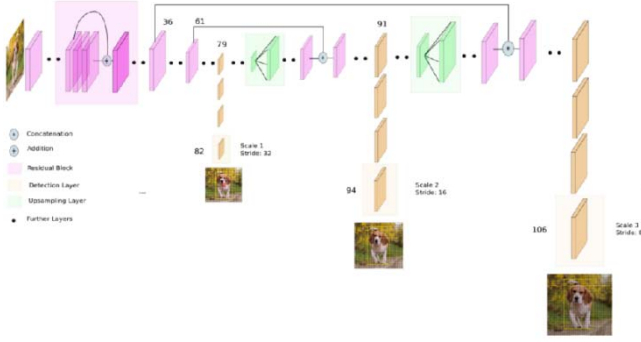 36
61
91
79
Concatenation
Addition
Residual Block
Detection Layer
Upsampling Layer
Further Layers
82
Scale 1
Stride: 32
94
Scale 2
Stride: 16
106
Scale 3
Stride: